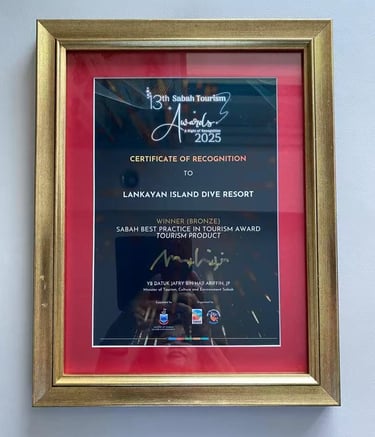 13th Sabah Tourism
Awards
A Night of Recognition
2025
CERTIFICATE OF RECOGNITION
TO
LANKAYAN ISLAND DIVE RESORT
WINNER (BRONZE)
SABAH BEST PRACTICE IN TOURISM AWARD
TOURISM PRODUCT
YB DATUK JAFRY BIN HAJI ARIFFIN, JP
Minister of Tourism, Culture and Environment Sabah